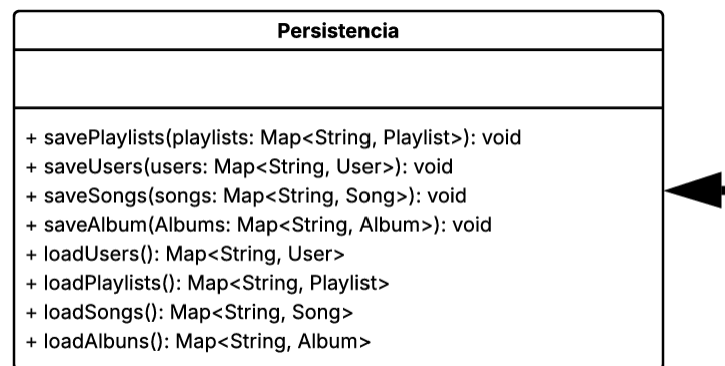 Persistencia
+ savePlaylists(playlists: Map<String, Playlist>): void
+ saveUsers(users: Map<String, User>): void
+ saveSongs(songs: Map<String, Song>): void
+ saveAlbum(Albums: Map<String, Album>): void
+ loadUsers(): Map<String, User>
+ loadPlaylists(): Map<String, Playlist>
+ loadSongs(): Map<String, Song>
+ loadAlbuns(): Map<String, Album>